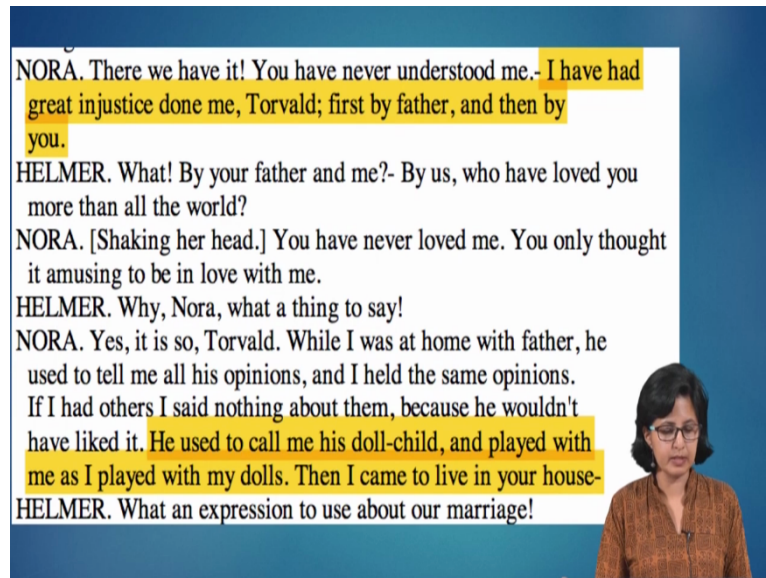 NORA. There we have it! You have never understood me.- I have had
great injustice done me, Torvald; first by father, and then by
you.
HELMER. What! By your father and me?- By us, who have loved you
more than all the world?
NORA. [Shaking her head.] You have never loved me. You only thought
it amusing to be in love with me.
HELMER. Why, Nora, what a thing to say!
NORA. Yes, it is so, Torvald. While I was at home with father, he
used to tell me all his opinions, and I held the same opinions.
If I had others I said nothing about them, because he wouldn't
have liked it. He used to call me his doll-child, and played with
me as I played with my dolls. Then I came to live in your house-
HELMER. What an expression to use about our marriage!